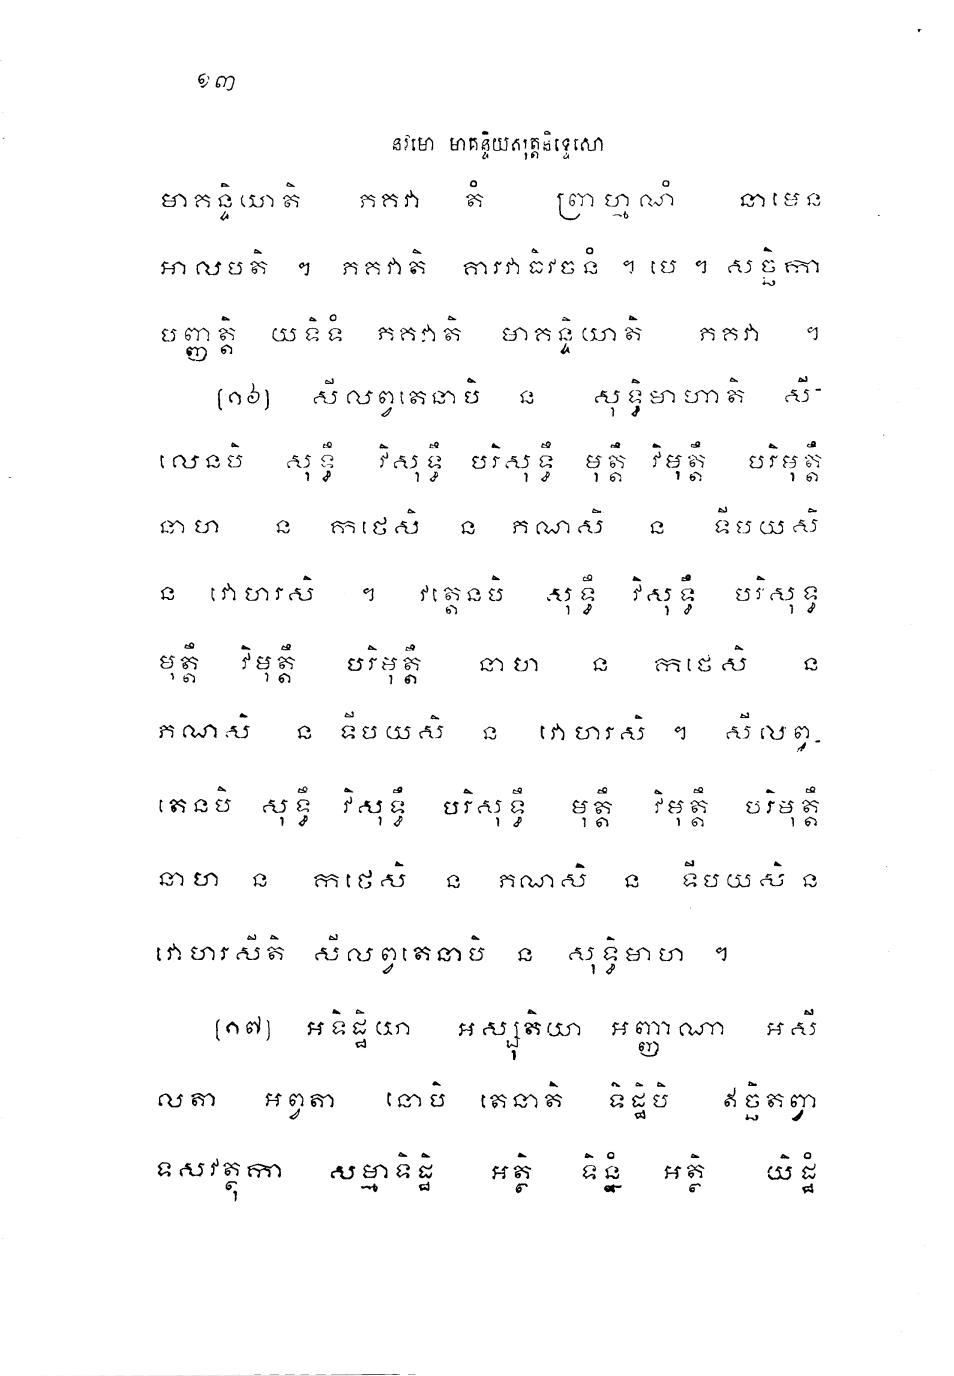 ១៣
នវមោ មាគន្ទិយសុត្តនិទ្ទេសោ
មាគន្ទិយាតិ ភគវា តំ ព្រាហ្មណំ នាមេន
អាលបតិ ។ ភគវាតិ គារវាធិវចនំ ។ បេ ។ សច្ឆិកា
បញ្ញត្តិ យទិទំ ភគវាតិ មាគន្ទិយាតិ ភគវា ។
(១៦) សីលព្វតេនាបិ ន សុទ្ធិមាហាតិ សី-
លេនបិ សុទ្ធឹ វិសុទ្ធឹ បរិសុទ្ធឹ មុត្តឹ វិមុត្តឹ បរិមុត្តឹ
នាហ ន កថេសិ ន ភណសិ ន ទីបយសិ
ន វោហរសិ ។ វត្តេនបិ សុទ្ធឹ វិសុទ្ធឹ បរិសុទ្ធ
មុត្តឹ វិមុត្តឹ បរិមុត្តឹ នាហ ន កថេសិ ន
ភណសិ ន ទីបយសិ ន វោហរសិ ។ សីលព្វ-
តេនបិ សុទ្ធឹ វិសុទ្ធឹ បរិសុទ្ធឹ មុត្តឹ វិមុត្តឹ បរិមុត្តឹ
នាហ ន កថេសិ ន ភណសិ ន ទីបយសិ ន
វោហរសីតិ សីលព្វតេនាបិ ន សុទ្ធិមាហ ។
(១៧) អទិដ្ឋិយា អស្សុតិយា អញ្ញាណា អសី
លតា អព្វតា នោបិ តេនាតិ ទិដ្ឋិបិ ឥច្ឆិតព្វា
ទសវត្ថុកា សម្មាទិដ្ឋិ អត្ថិ ទិន្នំ អត្ថិ យិដ្ឋំ